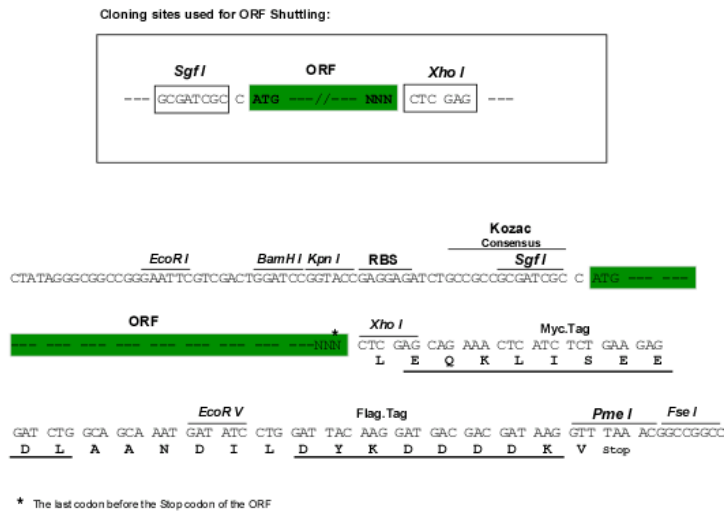 Cloning sites used for ORF Shuttling:
Sgf I ORF Xho I
--- GCGATCGC C ATG ---//--- NNN CTC GAG ---
Kozac
Consensus
EcoR I BamH I Kpn I RBS Sgf I
CTATAGGGCGGCCGGGAATTCGTCGACTGGATCCGGTACCGAGGAGATCTGCCGCCGCGATCGC C ATG --- ---
ORF
* Xho I Myc.Tag
--- --- --- --- --- --- --- --- --- ---NNN CTC GAG CAG AAA CTC ATC TCT GAA GAG
L E Q K L I S E E
EcoR V Flag.Tag Pme I Fse I
GAT CTG GCA GCA AAT GAT ATC CTG GAT TAC AAG GAT GAC GAC GAT AAG GTT TAA ACGGCCGGCC
D L A A N D I L D Y K D D D D K V Stop
* The last codon before the Stop codon of the ORF